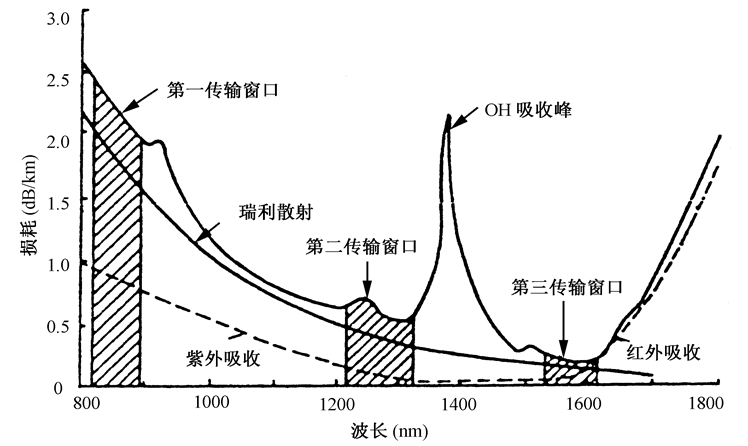 3.0
2.5
2.0
1.5
1.0
0.5
0
损耗 (dB/km)
第一传输窗口
OH 吸收峰
瑞利散射
第二传输窗口
第三传输窗口
紫外吸收
红外吸收
800
1000
1200
1400
1600
1800
波长 (nm)